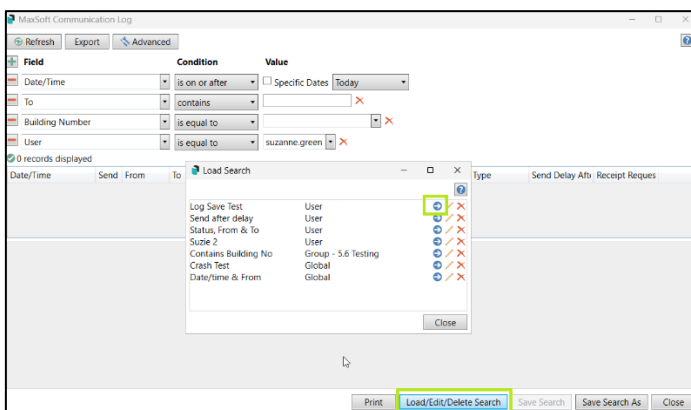 MaxSoft Communication Log
Refresh Export Advanced
Field Condition Value
Date/Time is on or after Specific Dates Today
To contains
Building Number is equal to
User is equal to suzanne.green
0 records displayed
Date/Time Send From To Type Send Delay Afte Receipt Reques
Load Search
Log Save Test User
Send after delay User
Status, From & To User
Suzie 2 User
Contains Building No Group - 5.6 Testing
Crash Test Global
Date/time & From Global
Close
Print Load/Edit/Delete Search Save Search Save Search As Close